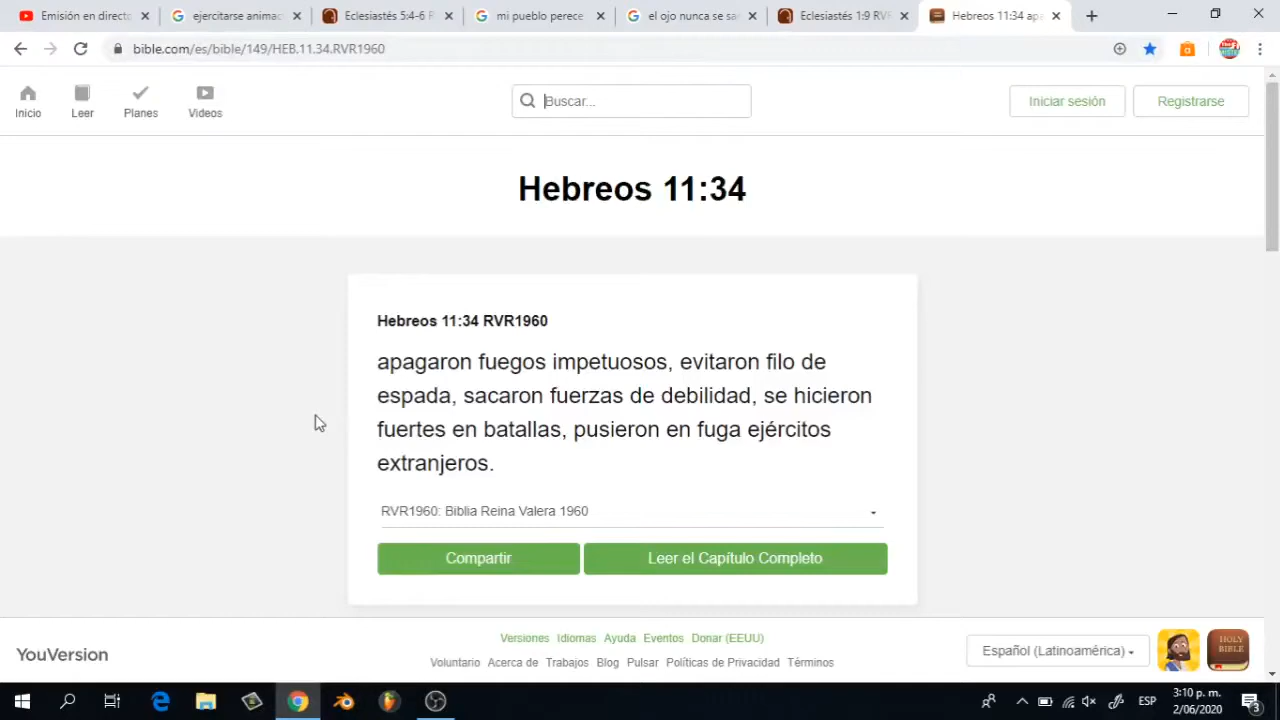 Emisión en directo
ejercitarse animac
Eclesiastés 5:4-6 R
mi pueblo perece
el ojo nunca se sa
Eclesiastés 1:9 RVR
Hebreos 11:34 apa
bible.com/es/bible/149/HEB.11.34.RVR1960
Inicio Leer Planes Videos
Buscar...
Iniciar sesión Registrarse
Hebreos 11:34
Hebreos 11:34 RVR1960
apagaron fuegos impetuosos, evitaron filo de
espada, sacaron fuerzas de debilidad, se hicieron
fuertes en batallas, pusieron en fuga ejércitos
extranjeros.
RVR1960: Biblia Reina Valera 1960
Compartir Leer el Capítulo Completo
YouVersion
Versiones Idiomas Ayuda Eventos Donar (EEUU)
Voluntario Acerca de Trabajos Blog Pulsar Políticas de Privacidad Términos
Español (Latinoamérica)
HOLY
BIBLE
ESP
3:10 p. m.
2/06/2020
3